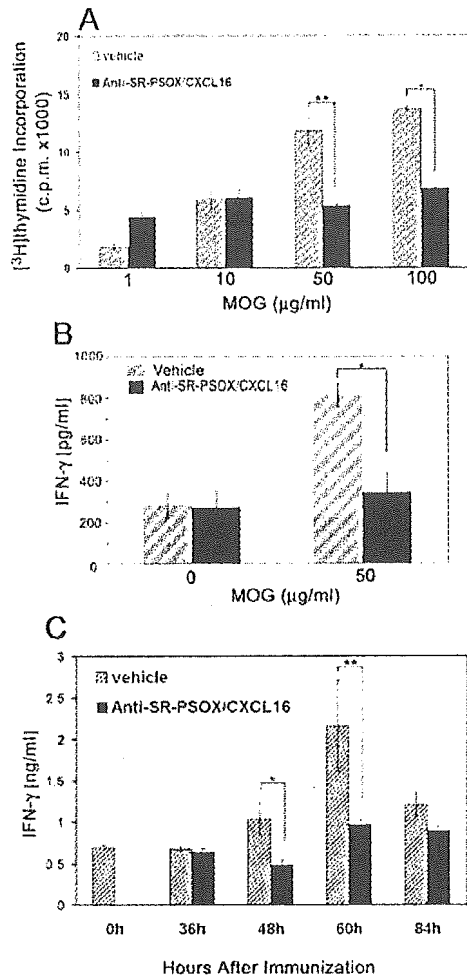 A
[³H]thymidine Incorporation
(c.p.m. x1000)
20
15
10
5
0
vehicle
Anti-SR-PSOX/CXCL16
**
*
1 10 50 100
MOG (µg/ml)
B
IFN-γ [pg/ml]
1000
800
600
400
200
0
Vehicle
Anti-SR-PSOX/CXCL16
*
0 50
MOG (µg/ml)
C
IFN-γ [ng/ml]
3
2.5
2
1.5
1
0.5
0
vehicle
Anti-SR-PSOX/CXCL16
*
**
0h 36h 48h 60h 84h
Hours After Immunization